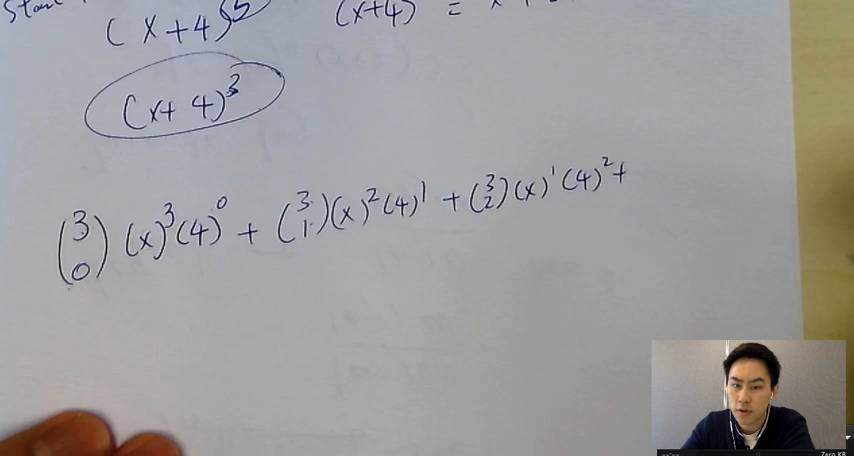 (x+4)⁵ (x+4) =
(x+4)³
(3 0)(x)³(4)⁰ + (3 1)(x)²(4)¹ + (3 2)(x)¹(4)² +